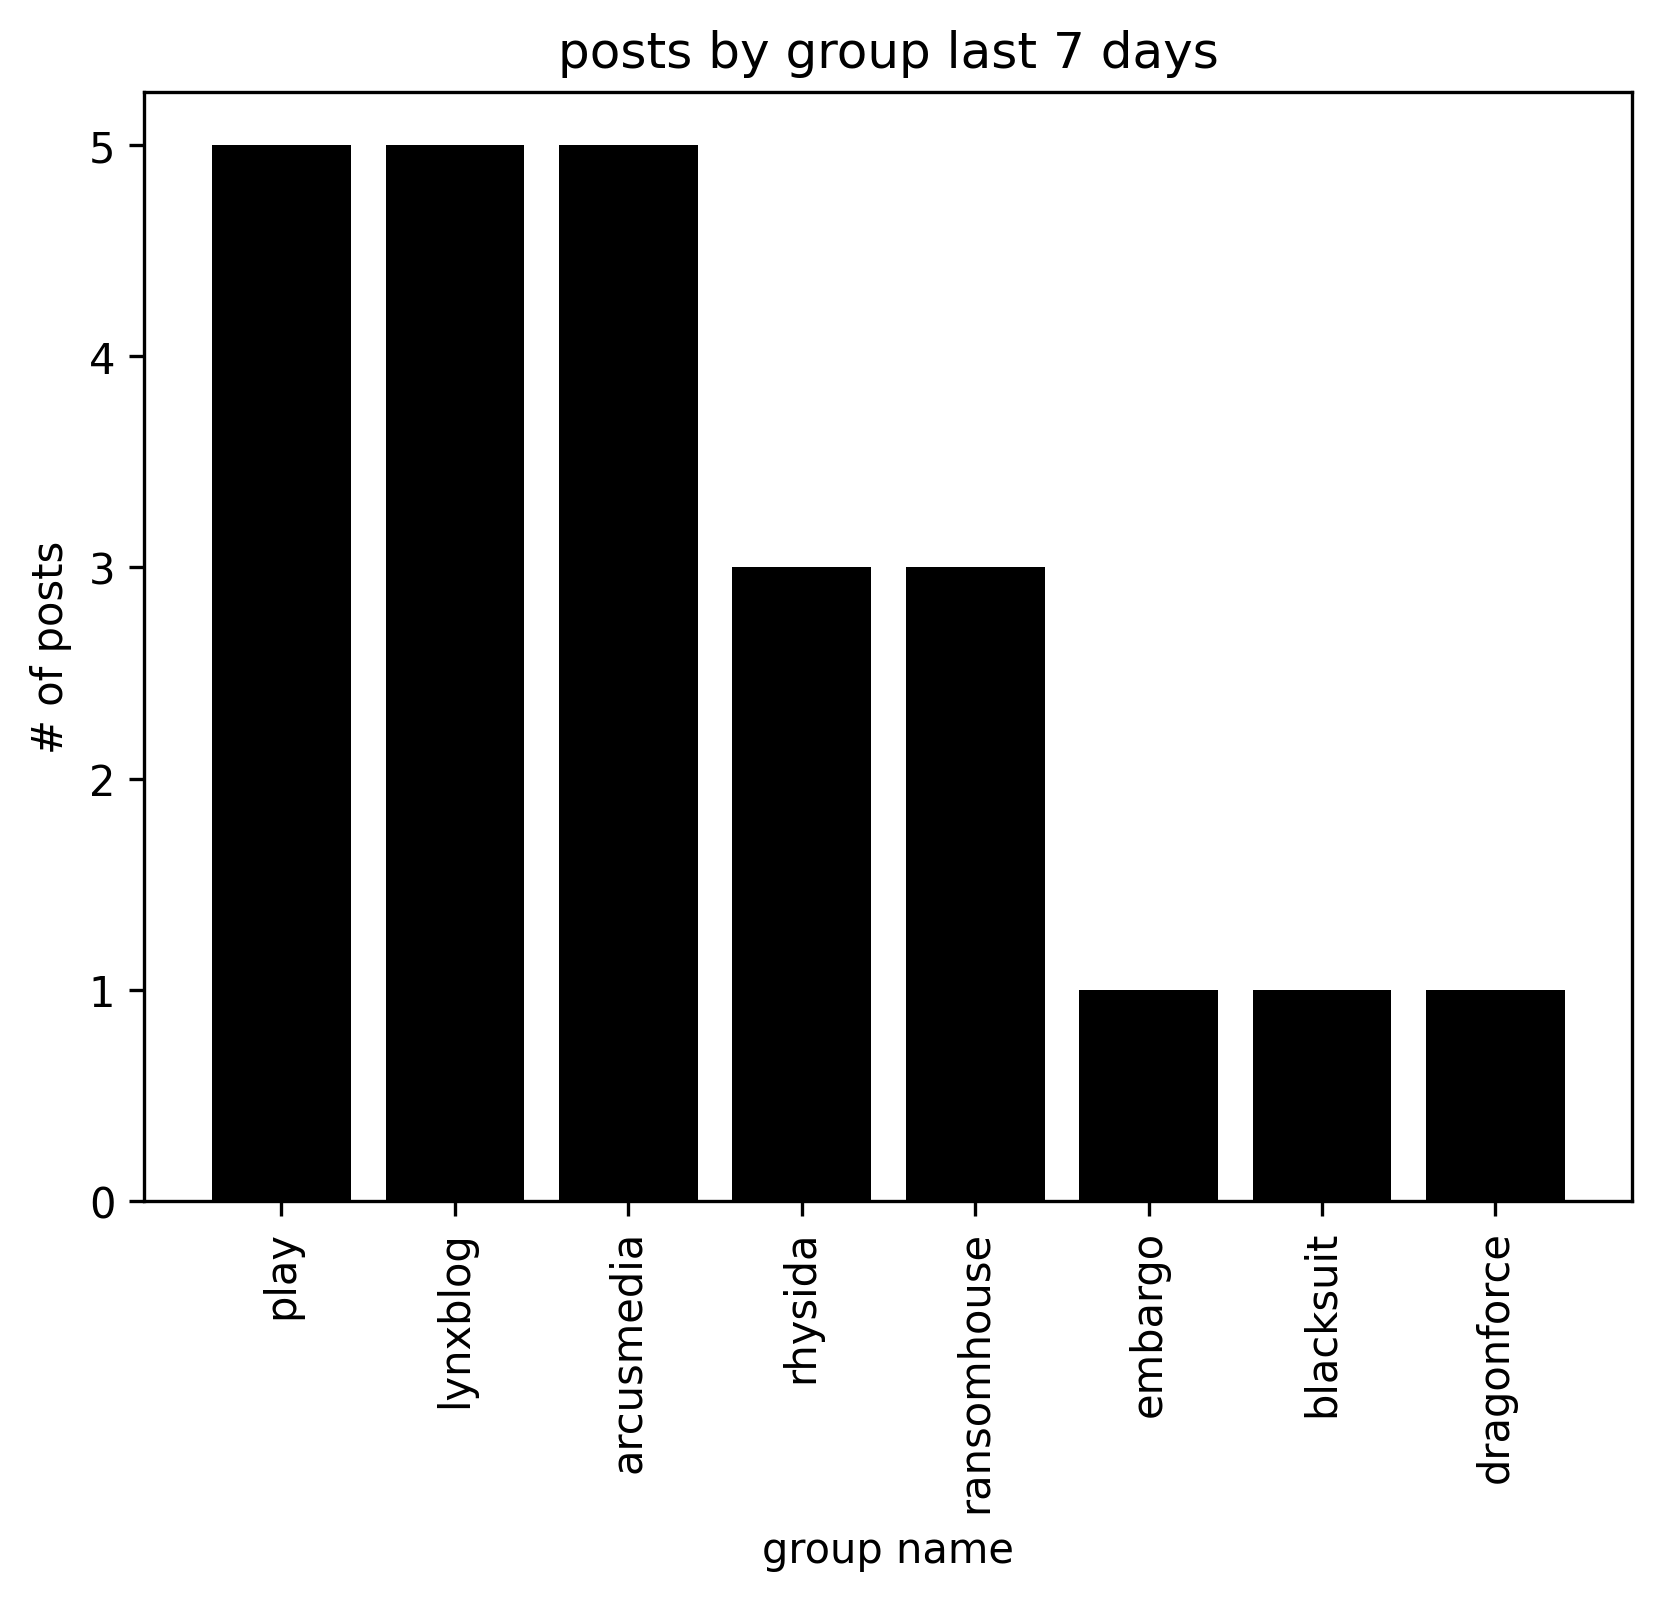 posts by group last 7 days
# of posts
5
4
3
2
1
0
play
lynxblog
arcusmedia
rhysida
ransomhouse
embargo
blacksuit
dragonforce
group name